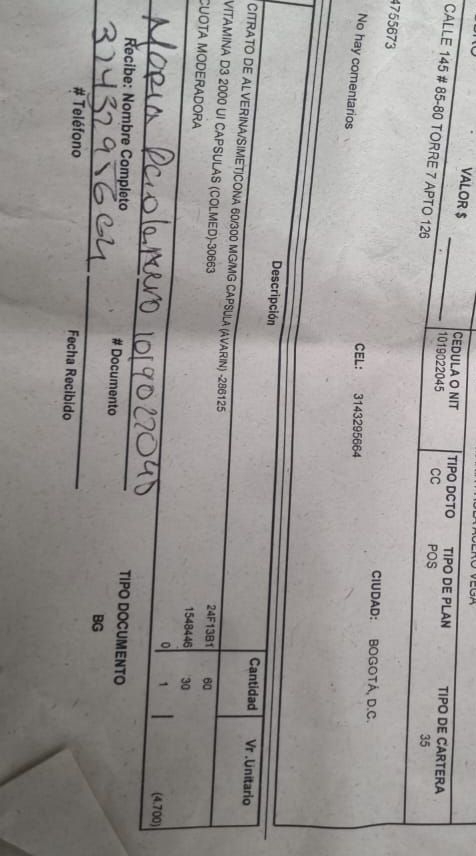 VALOR $
CALLE 145 # 85-80 TORRE 7 APTO 126
CEDULA O NIT TIPO DCTO TIPO DE PLAN TIPO DE CARTERA
1019022045 CC POS 35
4755673
CIUDAD: BOGOTÁ, D.C.
No hay comentarios CEL: 3143295664
Descripción Cantidad Vr .Unitario
CITRATO DE ALVERINA/SIMETICONA 60/300 MG/MG CAPSULA (AVARIN) -286125 24F13B1 60
VITAMINA D3 2000 UI CAPSULAS (COLMED)-30663 1548446 30
CUOTA MODERADORA 0 1 (4.700)
Maria 1019022045
Recibe: Nombre Completo # Documento TIPO DOCUMENTO
BG
# Teléfono Fecha Recibido